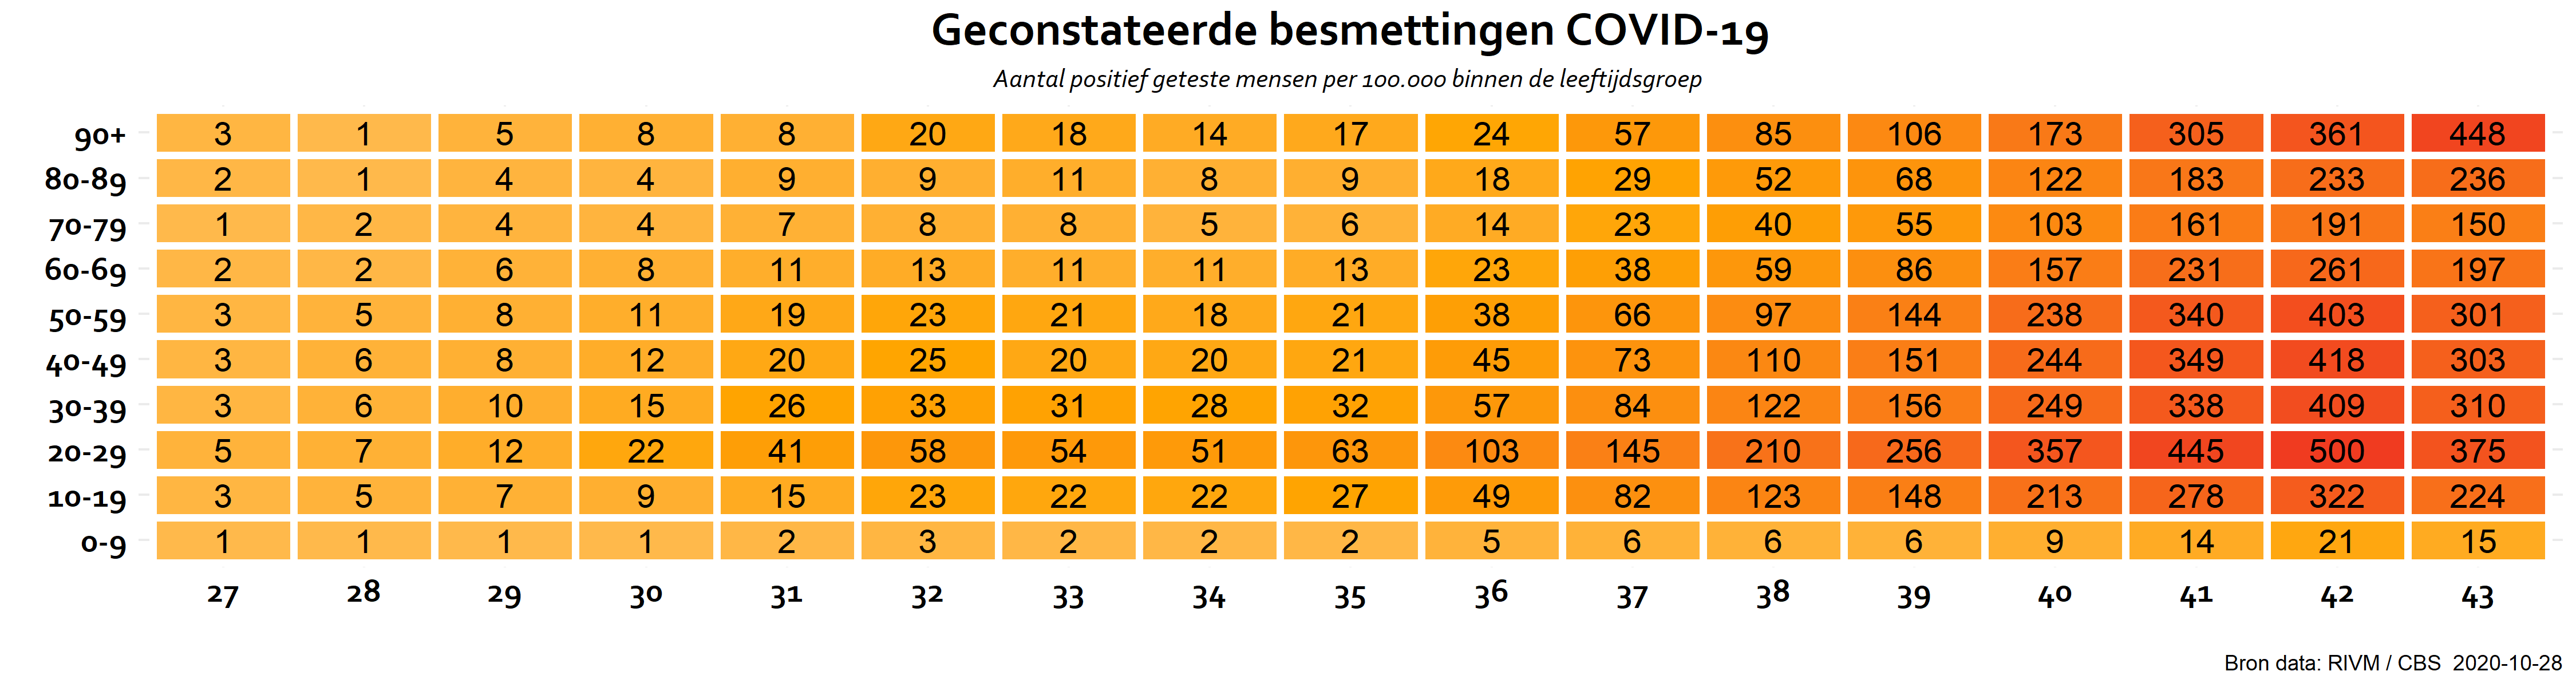 Geconstateerde besmettingen COVID-19
Aantal positief geteste mensen per 100.000 binnen de leeftijdsgroep
90+ 3 1 5 8 8 20 18 14 17 24 57 85 106 173 305 361 448
80-89 2 1 4 4 9 9 11 8 9 18 29 52 68 122 183 233 236
70-79 1 2 4 4 7 8 8 5 6 14 23 40 55 103 161 191 150
60-69 2 2 6 8 11 13 11 11 13 23 38 59 86 157 231 261 197
50-59 3 5 8 11 19 23 21 18 21 38 66 97 144 238 340 403 301
40-49 3 6 8 12 20 25 20 20 21 45 73 110 151 244 349 418 303
30-39 3 6 10 15 26 33 31 28 32 57 84 122 156 249 338 409 310
20-29 5 7 12 22 41 58 54 51 63 103 145 210 256 357 445 500 375
10-19 3 5 7 9 15 23 22 22 27 49 82 123 148 213 278 322 224
0-9 1 1 1 1 2 3 2 2 2 5 6 6 6 9 14 21 15
27 28 29 30 31 32 33 34 35 36 37 38 39 40 41 42 43
Bron data: RIVM / CBS 2020-10-28